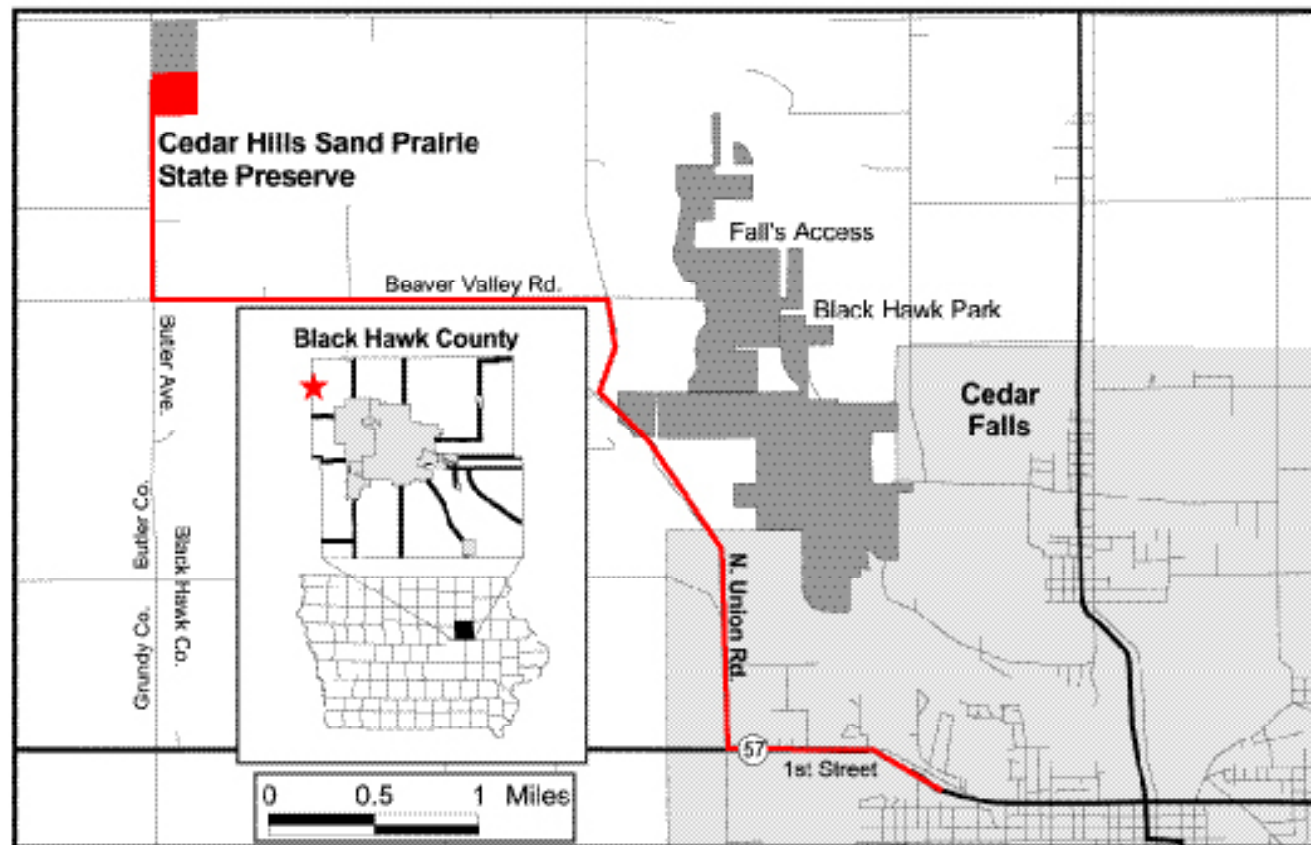 Cedar Hills Sand Prairie
State Preserve
Fall's Access
Beaver Valley Rd.
Black Hawk Park
Black Hawk County
Cedar
Falls
Butler Ave.
Butler Co.
Grundy Co.
Black Hawk Co.
N. Union Rd.
57
1st Street
0 0.5 1 Miles